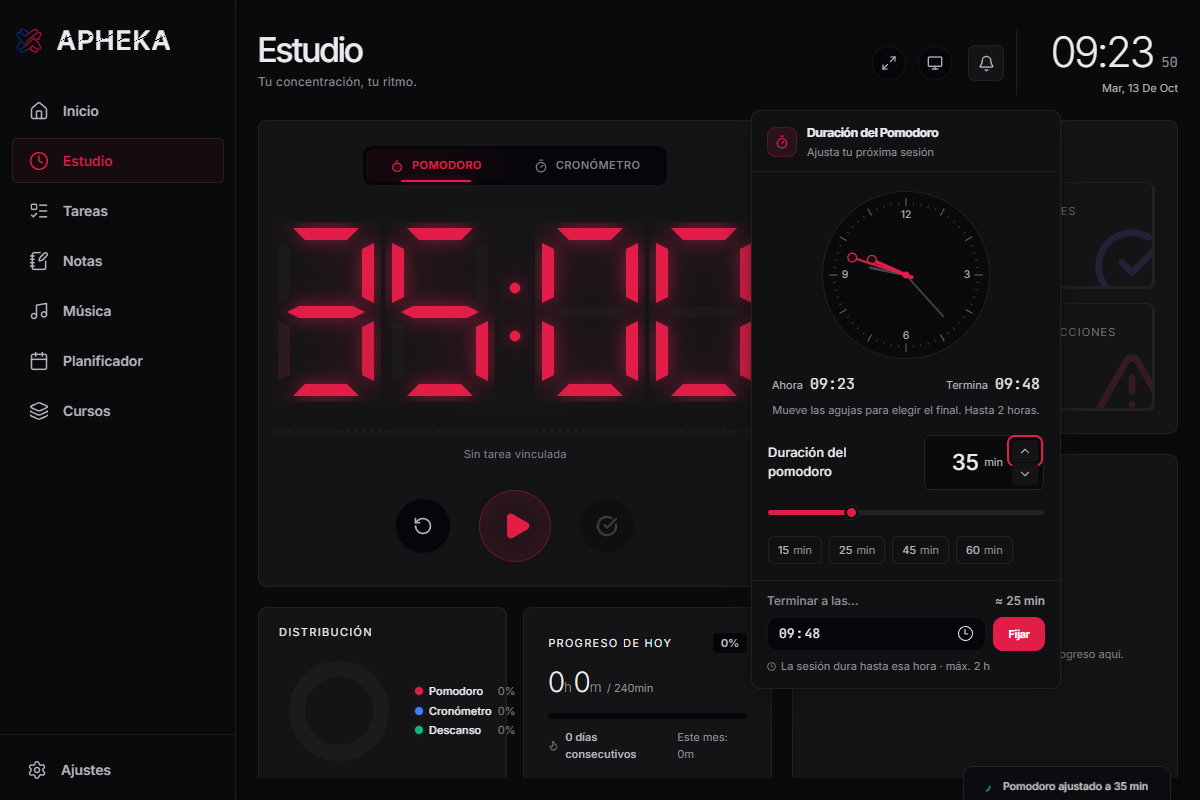 APHEKA
Inicio
Estudio
Tareas
Notas
Música
Planificador
Cursos
Ajustes
Estudio
Tu concentración, tu ritmo.
09:23 50
Mar, 13 De Oct
POMODORO
CRONÓMETRO
35:00
Sin tarea vinculada
DISTRIBUCIÓN
Pomodoro 0%
Cronómetro 0%
Descanso 0%
PROGRESO DE HOY 0%
0h 0m / 240min
0 días
consecutivos
Este mes:
0m
Duración del Pomodoro
Ajusta tu próxima sesión
12
3
6
9
Ahora 09:23
Termina 09:48
Mueve las agujas para elegir el final. Hasta 2 horas.
Duración del
pomodoro
35 min
15 min
25 min
45 min
60 min
Terminar a las...
≈ 25 min
09:48
Fijar
La sesión dura hasta esa hora · máx. 2 h
ES
CCIONES
ogreso aquí.
Pomodoro ajustado a 35 min